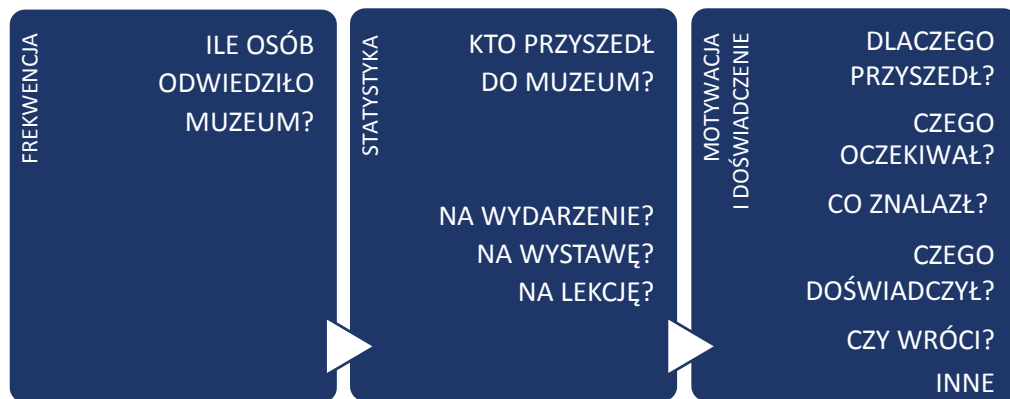 FREKWENCJA
ILE OSÓB
ODWIEDZIŁO
MUZEUM?
STATYSTYKA
KTO PRZYSZEDŁ
DO MUZEUM?
NA WYDARZENIE?
NA WYSTAWĘ?
NA LEKCJĘ?
MOTYWACJA
I DOŚWIADCZENIE
DLACZEGO
PRZYSZEDŁ?
CZEGO
OCZEKIWAŁ?
CO ZNALAZŁ?
CZEGO
DOŚWIADCZYŁ?
CZY WRÓCI?
INNE